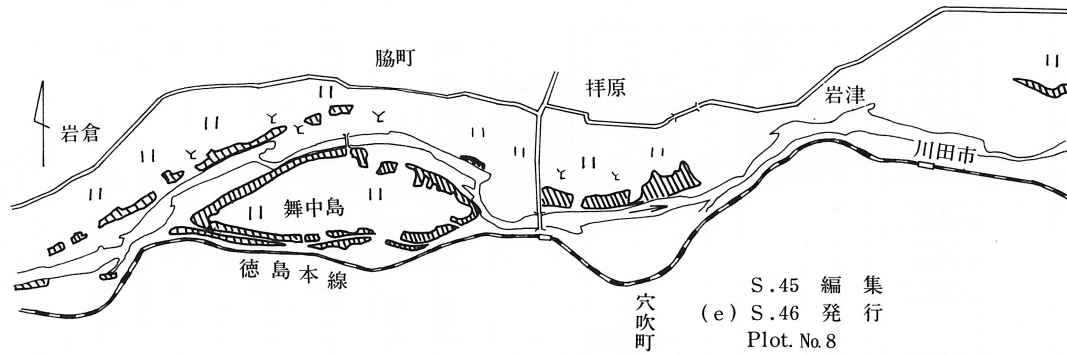 脇町
拝原
岩津
岩倉
川田市
舞中島
徳島本線
穴吹町
S.45 編 集
(e) S.46 発 行
Plot. No. 8